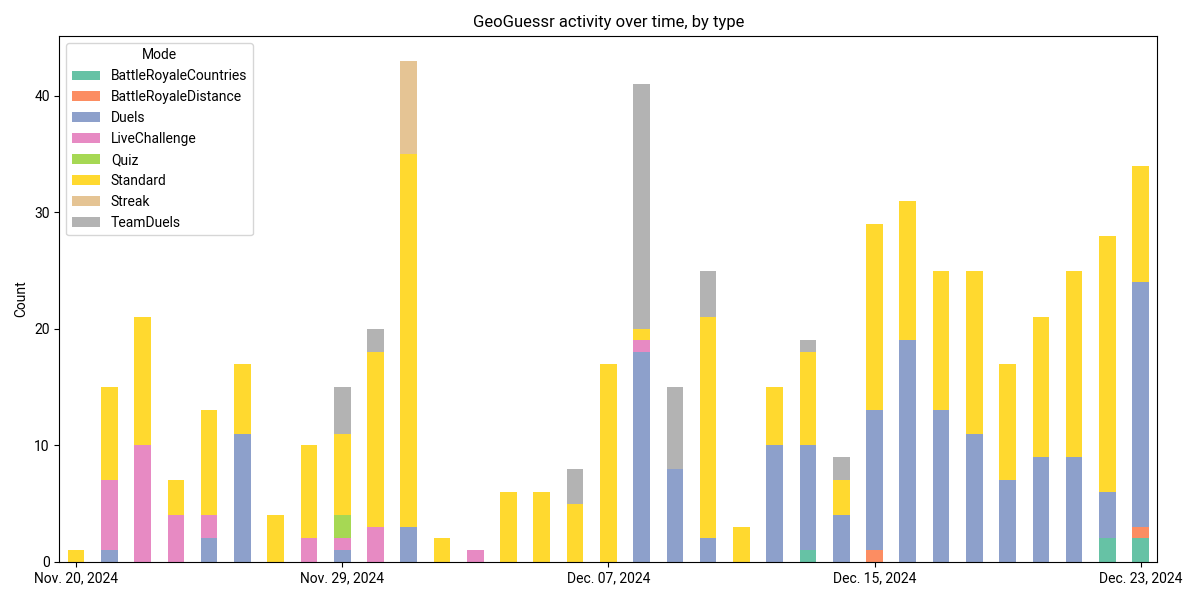 GeoGuessr activity over time, by type
Mode
BattleRoyaleCountries
BattleRoyaleDistance
Duels
LiveChallenge
Quiz
Standard
Streak
TeamDuels
Count
40
30
20
10
0
Nov. 20, 2024
Nov. 29, 2024
Dec. 07, 2024
Dec. 15, 2024
Dec. 23, 2024